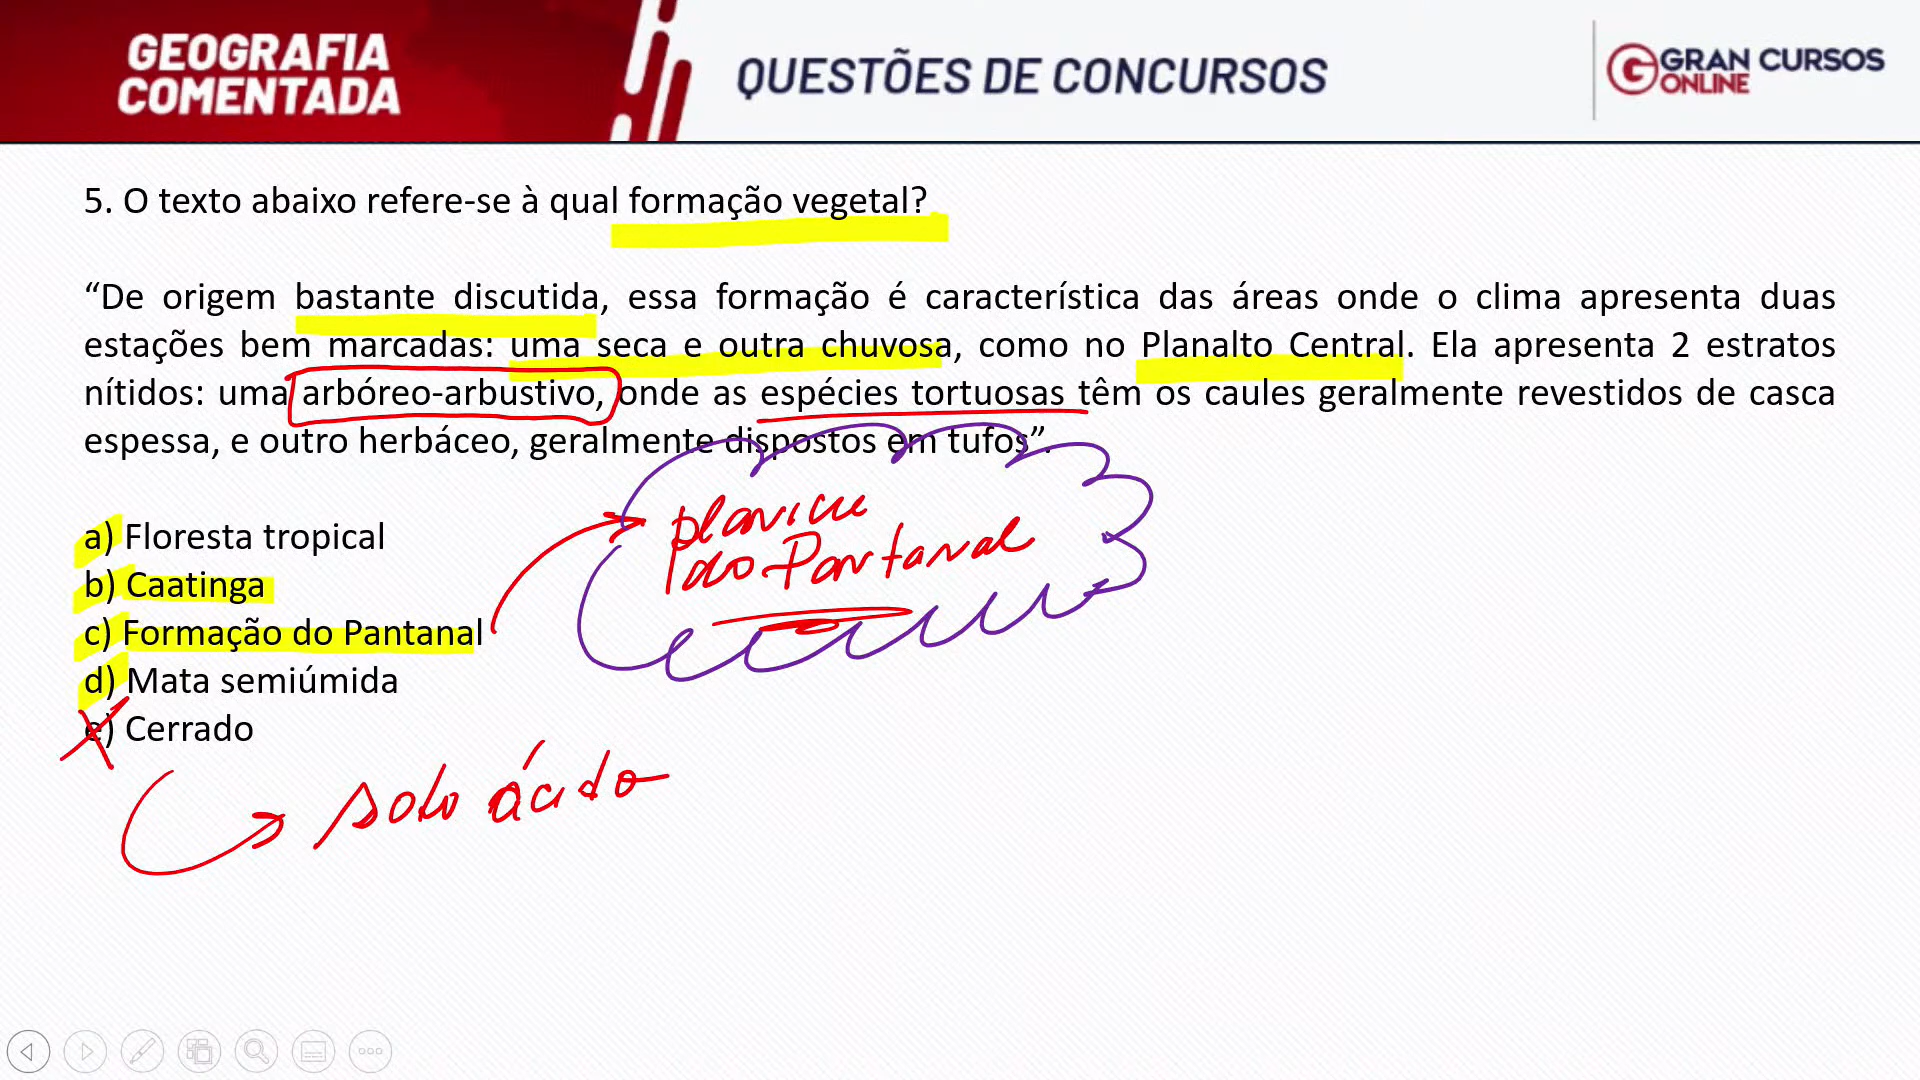 GEOGRAFIA
COMENTADA
QUESTÕES DE CONCURSOS
GRAN CURSOS
ONLINE
5. O texto abaixo refere-se à qual formação vegetal?
“De origem bastante discutida, essa formação é característica das áreas onde o clima apresenta duas
estações bem marcadas: uma seca e outra chuvosa, como no Planalto Central. Ela apresenta 2 estratos
nítidos: uma arbóreo-arbustivo, onde as espécies tortuosas têm os caules geralmente revestidos de casca
espessa, e outro herbáceo, geralmente dispostos em tufos”.
a) Floresta tropical
b) Caatinga
c) Formação do Pantanal
d) Mata semiúmida
e) Cerrado
planície
do Pantanal
solo ácido